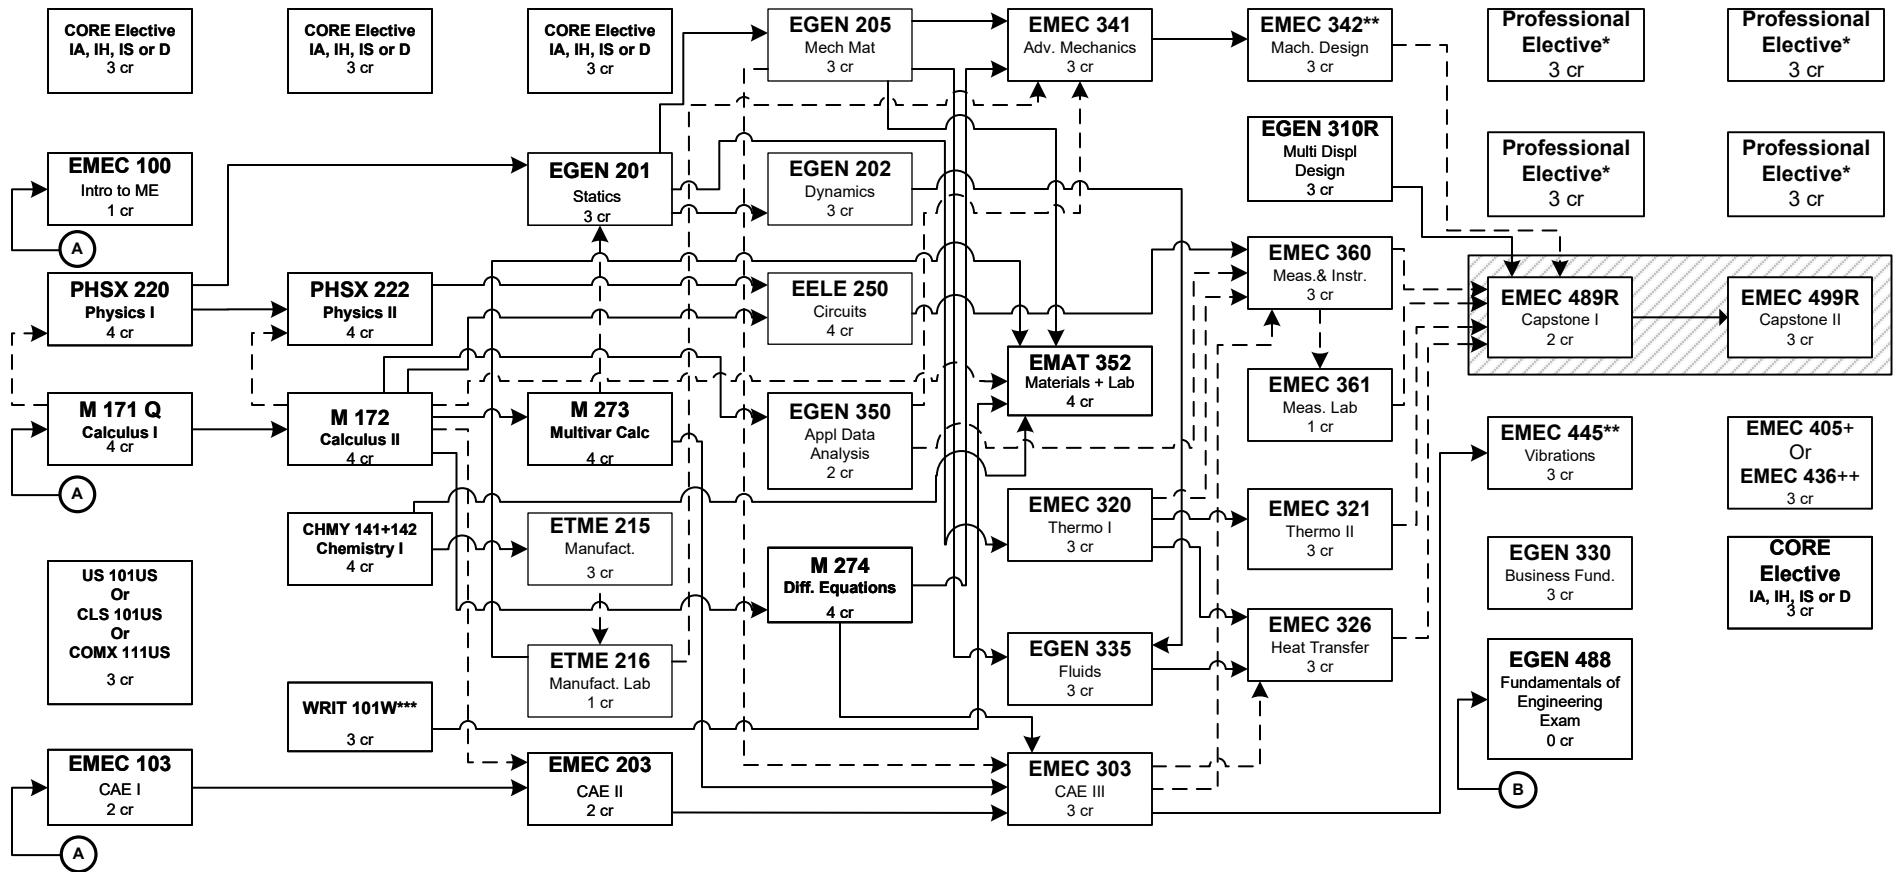 CORE Elective
IA, IH, IS or D
3 cr
EMEC 100
Intro to ME
1 cr
A
PHSX 220
Physics I
4 cr
M 171 Q
Calculus I
4 cr
A
US 101US
Or
CLS 101US
Or
COMX 111US
3 cr
EMEC 103
CAE I
2 cr
A
CORE Elective
IA, IH, IS or D
3 cr
PHSX 222
Physics II
4 cr
M 172
Calculus II
4 cr
CHMY 141+142
Chemistry I
4 cr
WRIT 101W***
3 cr
CORE Elective
IA, IH, IS or D
3 cr
EGEN 201
Statics
3 cr
M 273
Multivar Calc
4 cr
ETME 215
Manufact.
3 cr
ETME 216
Manufact. Lab
1 cr
EMEC 203
CAE II
2 cr
EGEN 205
Mech Mat
3 cr
EGEN 202
Dynamics
3 cr
EELE 250
Circuits
4 cr
EGEN 350
Appl Data
Analysis
2 cr
M 274
Diff. Equations
4 cr
EMEC 341
Adv. Mechanics
3 cr
EMAT 352
Materials + Lab
4 cr
EMEC 320
Thermo I
3 cr
EGEN 335
Fluids
3 cr
EMEC 303
CAE III
3 cr
EMEC 342**
Mach. Design
3 cr
EGEN 310R
Multi Displ
Design
3 cr
EMEC 360
Meas.& Instr.
3 cr
EMEC 361
Meas. Lab
1 cr
EMEC 321
Thermo II
3 cr
EMEC 326
Heat Transfer
3 cr
Professional
Elective*
3 cr
Professional
Elective*
3 cr
EMEC 489R
Capstone I
2 cr
EMEC 445**
Vibrations
3 cr
EGEN 330
Business Fund.
3 cr
EGEN 488
Fundamentals of
Engineering
Exam
0 cr
B
Professional
Elective*
3 cr
Professional
Elective*
3 cr
EMEC 499R
Capstone II
3 cr
EMEC 405+
Or
EMEC 436++
3 cr
CORE
Elective
IA, IH, IS or D
3 cr